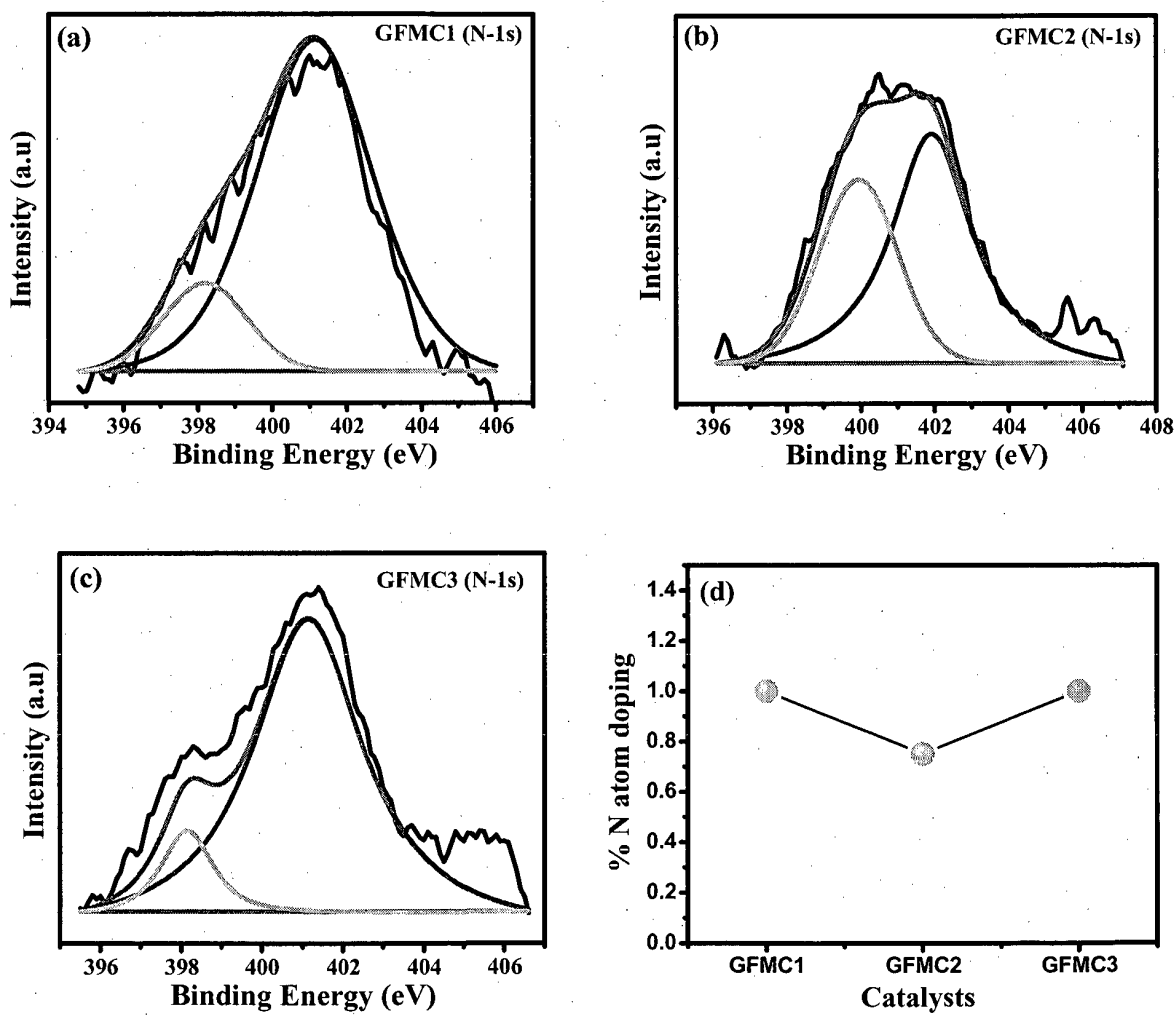 (a)
GFMC1 (N-1s)
Intensity (a.u)
394 396 398 400 402 404 406
Binding Energy (eV)
(b)
GFMC2 (N-1s)
Intensity (a.u)
396 398 400 402 404 406 408
Binding Energy (eV)
(c)
GFMC3 (N-1s)
Intensity (a.u)
396 398 400 402 404 406
Binding Energy (eV)
(d)
% N atom doping
1.4
1.2
1.0
0.8
0.6
0.4
0.2
0.0
GFMC1 GFMC2 GFMC3
Catalysts